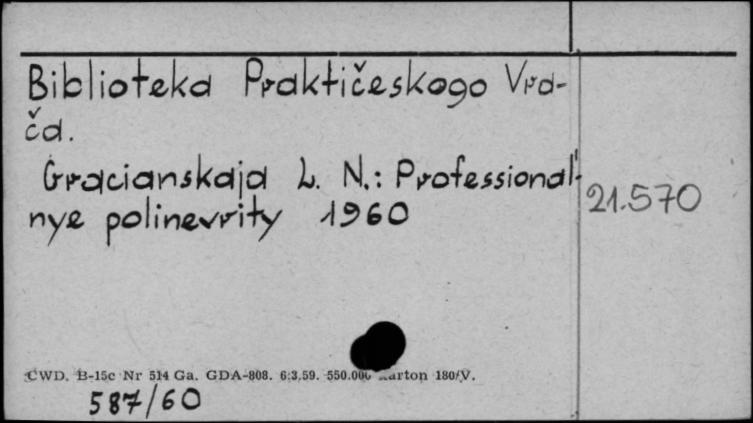 Biblioteka Praktičeskogo Vra-
ča.
Gracianskaja L. N.: Professional'-
nye polinevrity 1960
21.570
CWD. B-15c Nr 514 Ga. GDA-808. 6.3.59. 550.000 Karton 180/V.
587/60